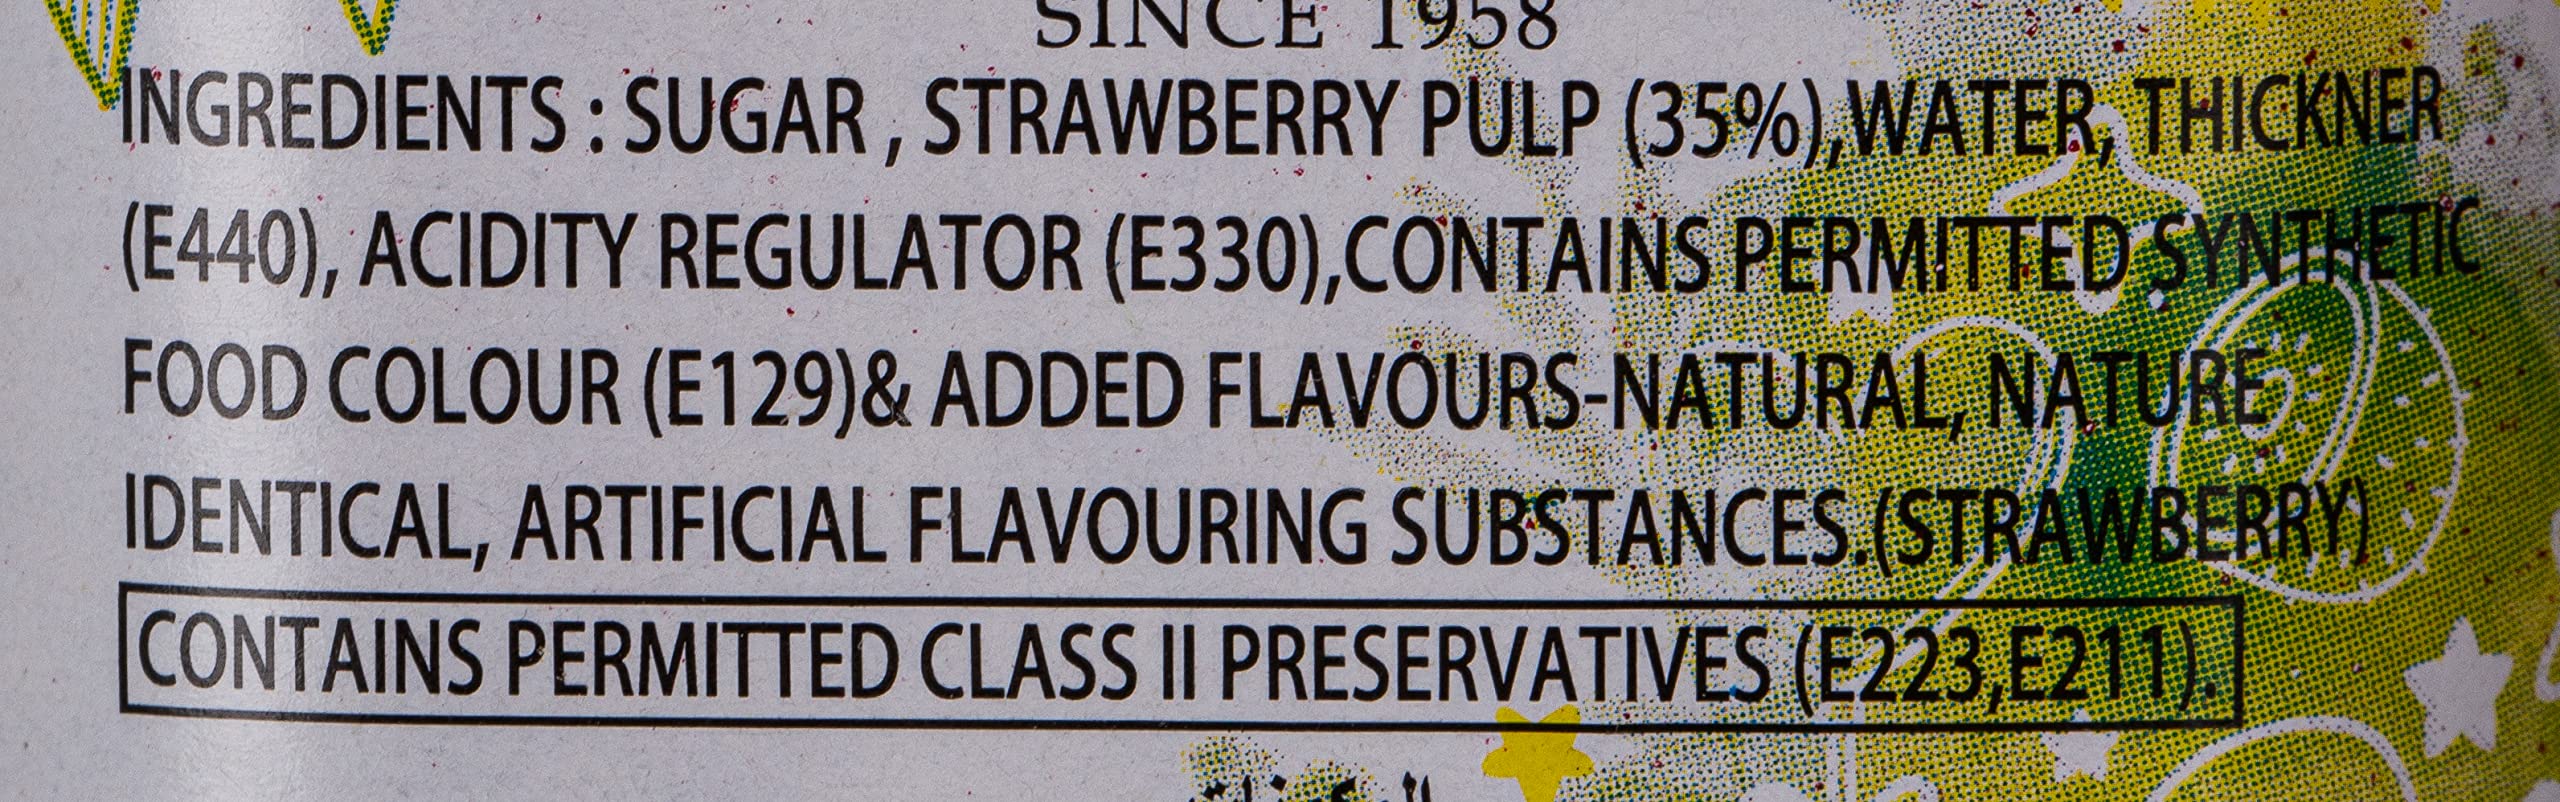 SINCE 1958
INGREDIENTS : SUGAR , STRAWBERRY PULP (35%),WATER, THICKNER
(E440), ACIDITY REGULATOR (E330),CONTAINS PERMITTED SYNTHETIC
FOOD COLOUR (E129)& ADDED FLAVOURS-NATURAL, NATURE
IDENTICAL, ARTIFICIAL FLAVOURING SUBSTANCES.(STRAWBERRY)
CONTAINS PERMITTED CLASS II PRESERVATIVES (E223,E211).